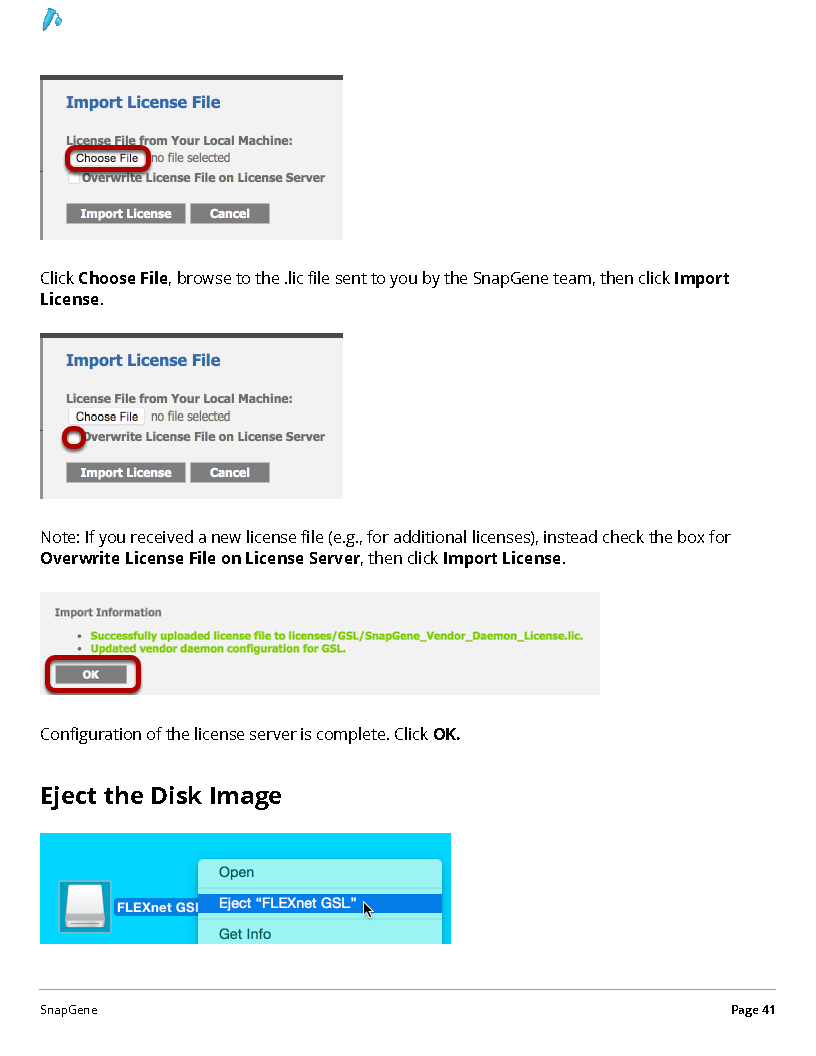 Import License File
License File from Your Local Machine:
Choose File no file selected
Overwrite License File on License Server
Import License Cancel
Click Choose File, browse to the .lic file sent to you by the SnapGene team, then click Import
License.
Import License File
License File from Your Local Machine:
Choose File no file selected
Overwrite License File on License Server
Import License Cancel
Note: If you received a new license file (e.g., for additional licenses), instead check the box for
Overwrite License File on License Server, then click Import License.
Import Information
• Successfully uploaded license file to licenses/GSL/SnapGene_Vendor_Daemon_License.lic.
• Updated vendor daemon configuration for GSL.
OK
Configuration of the license server is complete. Click OK.
Eject the Disk Image
Open
FLEXnet GSL
Eject “FLEXnet GSL”
Get Info
SnapGene Page 41